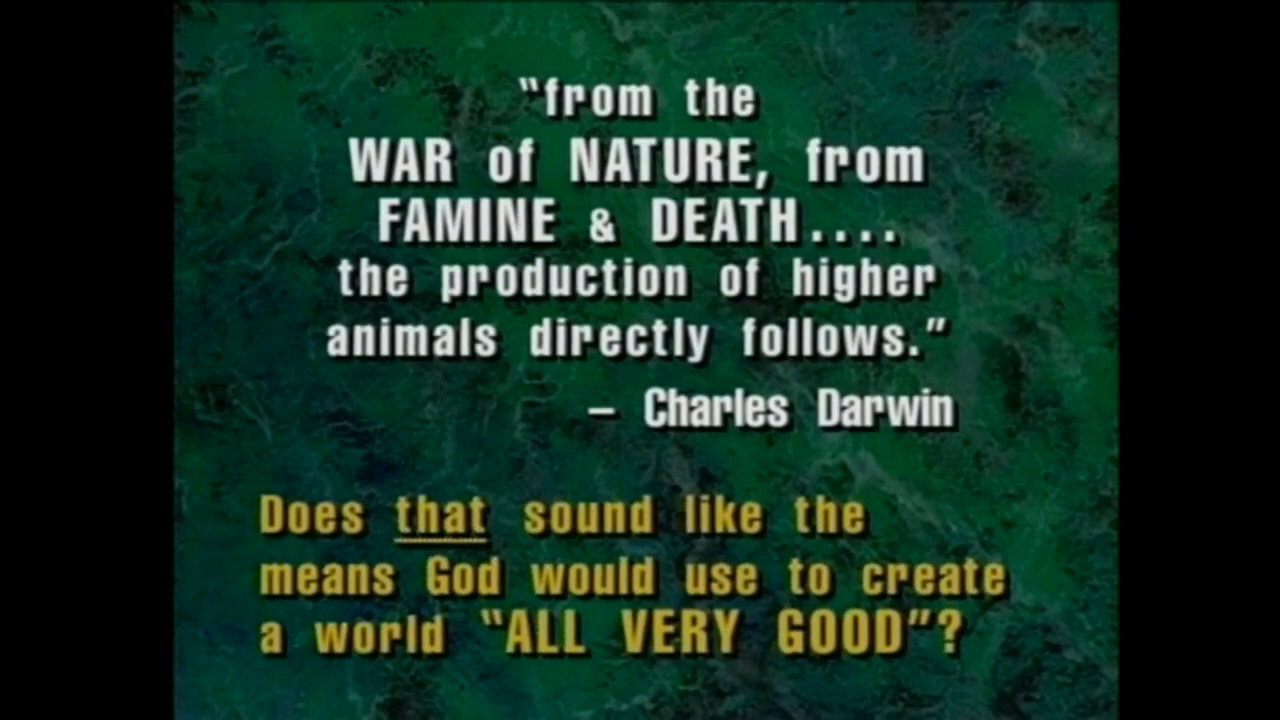 “from the
WAR of NATURE, from
FAMINE & DEATH....
the production of higher
animals directly follows.”
– Charles Darwin
Does that sound like the
means God would use to create
a world “ALL VERY GOOD”?